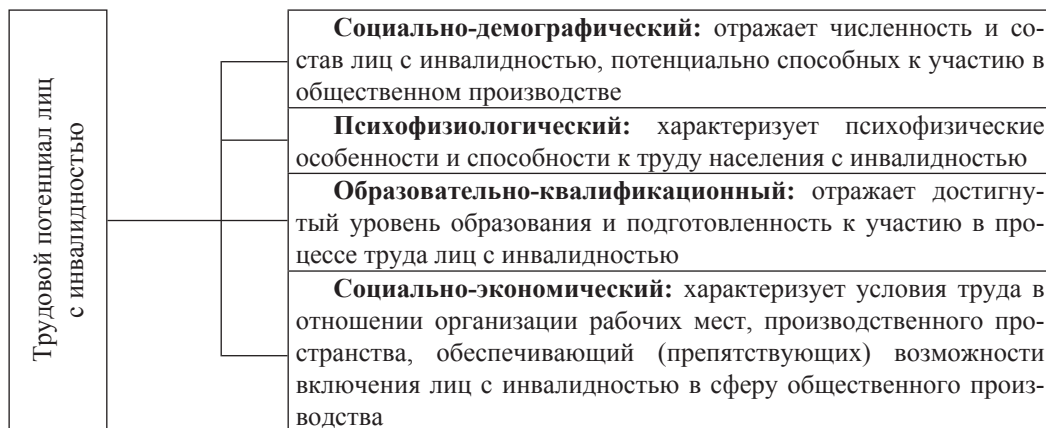 Трудовой потенциал лиц
с инвалидностью
Социально-демографический: отражает численность и со-
став лиц с инвалидностью, потенциально способных к участию в
общественном производстве
Психофизиологический: характеризует психофизические
особенности и способности к труду населения с инвалидностью
Образовательно-квалификационный: отражает достигну-
тый уровень образования и подготовленность к участию в про-
цессе труда лиц с инвалидностью
Социально-экономический: характеризует условия труда в
отношении организации рабочих мест, производственного про-
странства, обеспечивающий (препятствующих) возможности
включения лиц с инвалидностью в сферу общественного произ-
водства